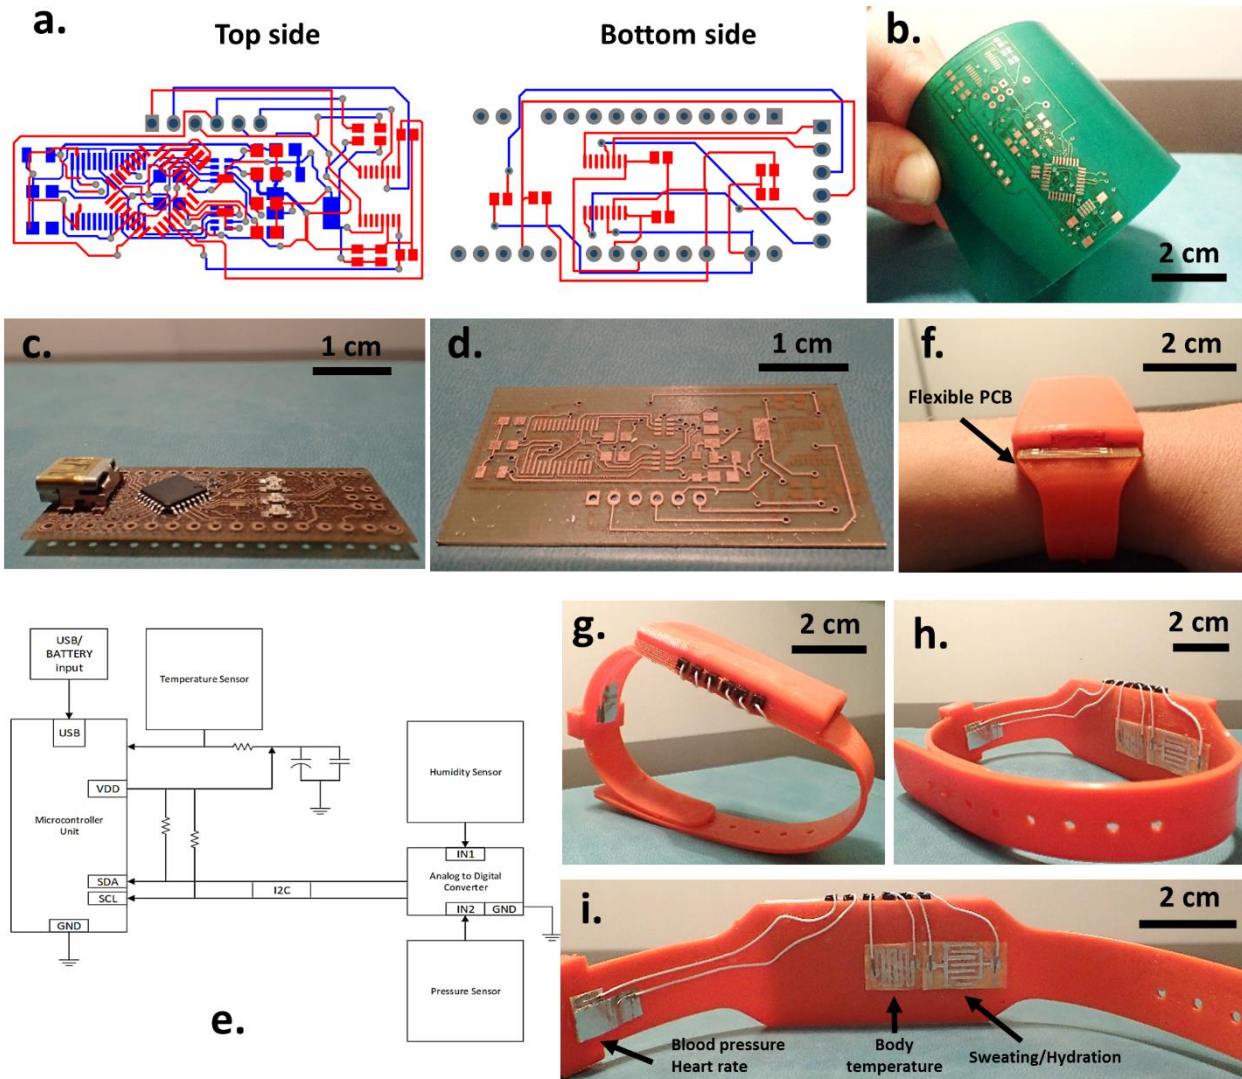 a.
Top side
Bottom side
b.
2 cm
c.
1 cm
d.
1 cm
f.
2 cm
Flexible PCB
e.
USB/
BATTERY
input
Temperature Sensor
USB
VDD
Microcontroller
Unit
SDA
SCL
GND
I2C
Humidity Sensor
IN1
Analog to Digital
Converter
IN2
GND
Pressure Sensor
g.
2 cm
h.
2 cm
i.
2 cm
Blood pressure
Heart rate
Body
temperature
Sweating/Hydration